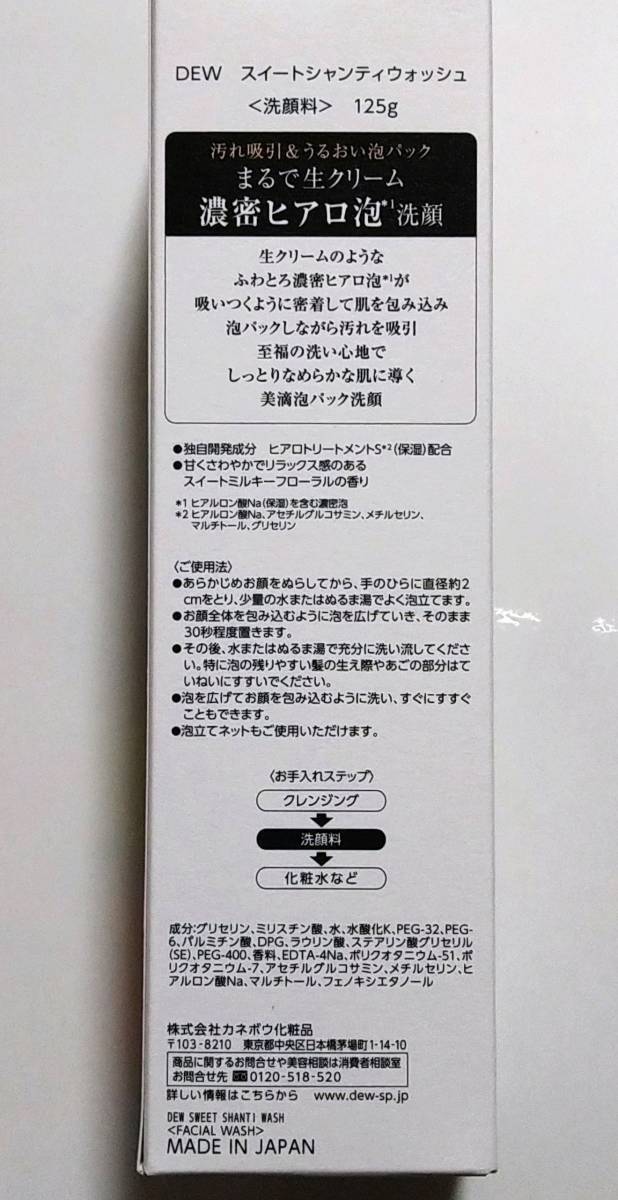 DEW スイートシャンティウォッシュ
<洗顔料> 125g
汚れ吸引&うるおい泡パック
まるで生クリーム
濃密ヒアロ泡*1洗顔
生クリームのような
ふわとろ濃密ヒアロ泡*1が
吸いつくように密着して肌を包み込み
泡パックしながら汚れを吸引
至福の洗い心地で
しっとりなめらかな肌に導く
美滴泡パック洗顔
●独自開発成分 ヒアロトリートメントS*2(保湿)配合
●甘くさわやかでリラックス感のある
スイートミルキーフローラルの香り
*1 ヒアルロン酸Na(保湿)を含む濃密泡
*2 ヒアルロン酸Na、アセチルグルコサミン、メチルセリン、
マルチトール、グリセリン
〈ご使用法〉
●あらかじめお顔をぬらしてから、手のひらに直径約2
cmをとり、少量の水またはぬるま湯でよく泡立てます。
●お顔全体を包み込むように泡を広げていき、そのまま
30秒程度置きます。
●その後、水またはぬるま湯で充分に洗い流してくださ
い。特に泡の残りやすい髪の生え際やあごの部分はて
いねいにすすいでください。
●泡を広げてお顔を包み込むように洗い、すぐにすすぐ
こともできます。
●泡立てネットもご使用いただけます。
〈お手入れステップ〉
クレンジング
洗顔料
化粧水など
成分:グリセリン、ミリスチン酸、水、水酸化K、PEG-32、PEG-
6、パルミチン酸、DPG、ラウリン酸、ステアリン酸グリセリル
(SE)、PEG-400、香料、EDTA-4Na、ポリクオタニウム-51、ポ
リクオタニウム-7、アセチルグルコサミン、メチルセリン、ヒ
アルロン酸Na、マルチトール、フェノキシエタノール
株式会社カネボウ化粧品
〒103-8210 東京都中央区日本橋茅場町1-14-10
商品に関するお問合せや美容相談は消費者相談室
お問合せ先 0120-518-520
詳しい情報はこちらから www.dew-sp.jp
DEW SWEET SHANTI WASH
<FACIAL WASH>
MADE IN JAPAN